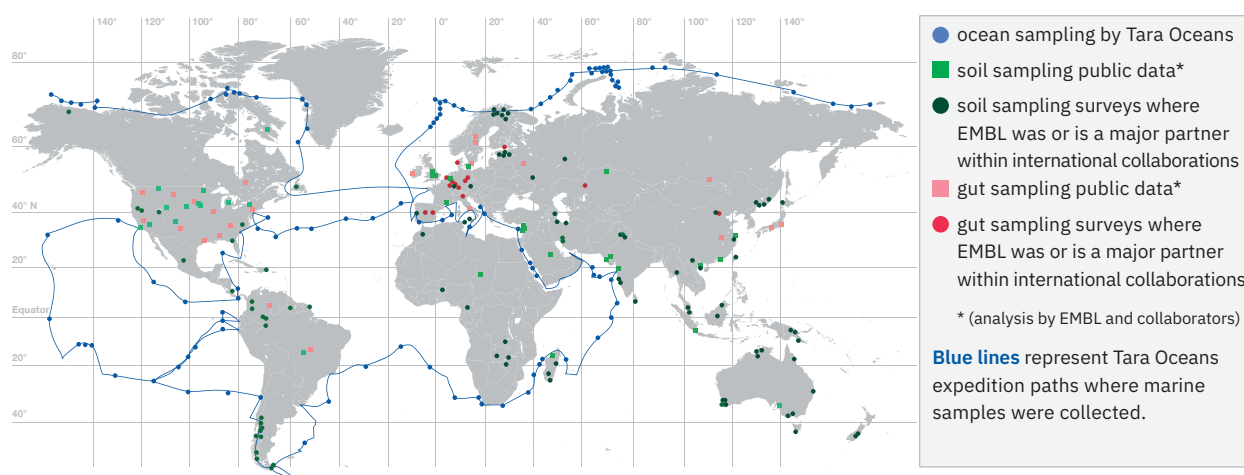 140° 120° 100° 80° 60° 40° 20° 0° 20° 40° 60° 80° 100° 120° 140°
80°
60°
40° N
20°
Equator
20°
40°
ocean sampling by Tara Oceans
soil sampling public data*
soil sampling surveys where
EMBL was or is a major partner
within international collaborations
gut sampling public data*
gut sampling surveys where
EMBL was or is a major partner
within international collaborations
* (analysis by EMBL and collaborators)
Blue lines represent Tara Oceans
expedition paths where marine
samples were collected.